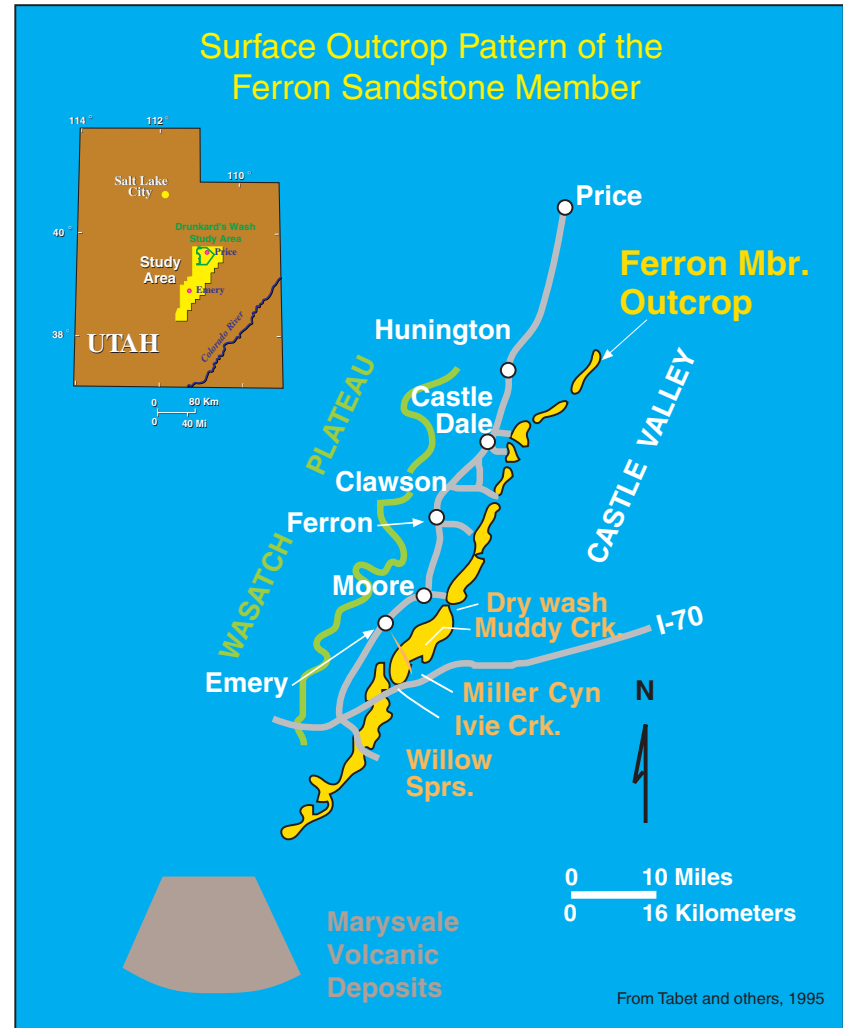 Surface Outcrop Pattern of the
Ferron Sandstone Member
114°
112°
110°
Salt Lake
City
40°
Drunkard's Wash
Study Area
Price
Study
Area
Emery
38°
UTAH
Colorado River
0 80 Km
0 40 Mi
Price
Ferron Mbr.
Outcrop
Hunington
Castle
Dale
PLATEAU
WASATCH
CASTLE VALLEY
Clawson
Ferron
Moore
Dry wash
Muddy Crk.
I-70
Emery
Miller Cyn
Ivie Crk.
N
Willow
Sprs.
0 10 Miles
0 16 Kilometers
Marysvale
Volcanic
Deposits
From Tabet and others, 1995